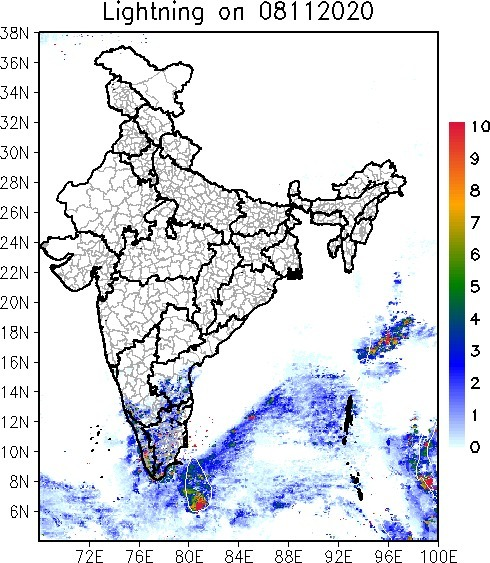 Lightning on 08112020
38N
36N
34N
32N
30N
28N
26N
24N
22N
20N
18N
16N
14N
12N
10N
8N
6N
72E 76E 80E 84E 88E 92E 96E 100E
10
9
8
7
6
5
4
3
2
1
0